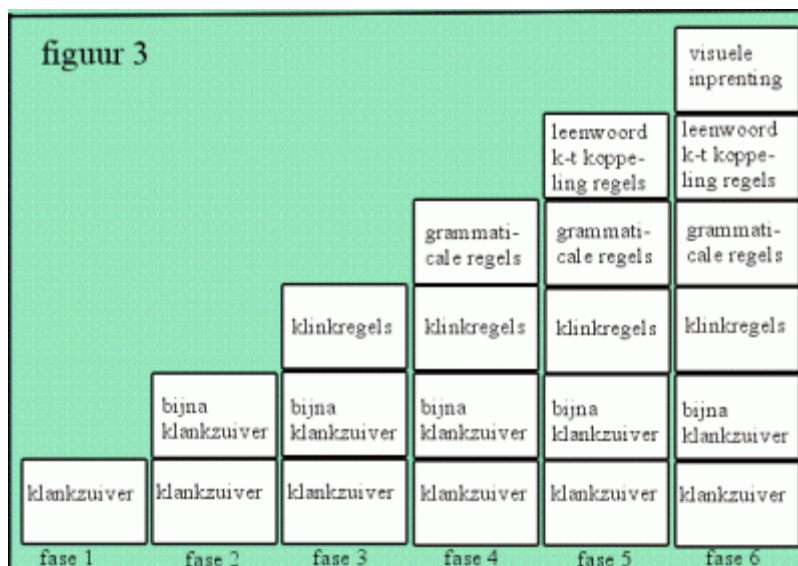 figuur 3
visuele
inprenting
leenwoord
k-t koppe-
ling regels
leenwoord
k-t koppe-
ling regels
grammati-
cale regels
grammati-
cale regels
grammati-
cale regels
klinkregels
klinkregels
klinkregels
klinkregels
bijna
klankzuiver
bijna
klankzuiver
bijna
klankzuiver
bijna
klankzuiver
bijna
klankzuiver
klankzuiver
klankzuiver
klankzuiver
klankzuiver
klankzuiver
klankzuiver
fase 1
fase 2
fase 3
fase 4
fase 5
fase 6